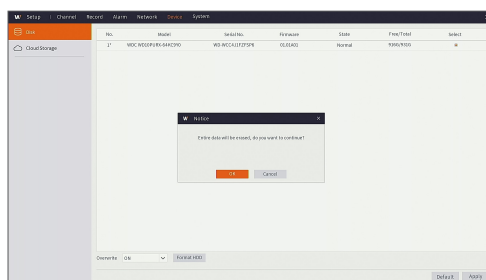 W Setup / Channel Record Alarm Network Device System
Disk
Cloud Storage
No. Model Serial No. Firmware State Free/Total Select
1* Normal
W Notice ×
Entire data will be erased, do you want to continue?
OK Cancel
Overwrite ON Format HDD
Default Apply